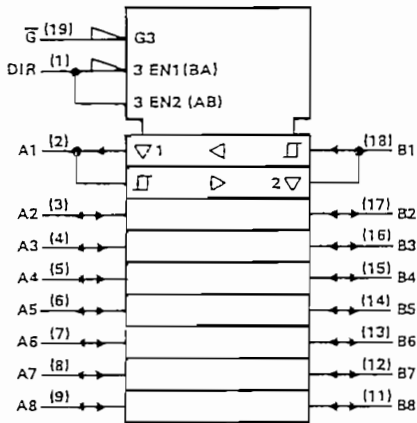 G̅ (19) G3
DIR (1) 3 EN1 (BA)
3 EN2 (AB)
A1 (2) ▽ 1 ◁ (18) B1
▷ 2 ▽
A2 (3) (17) B2
A3 (4) (16) B3
A4 (5) (15) B4
A5 (6) (14) B5
A6 (7) (13) B6
A7 (8) (12) B7
A8 (9) (11) B8